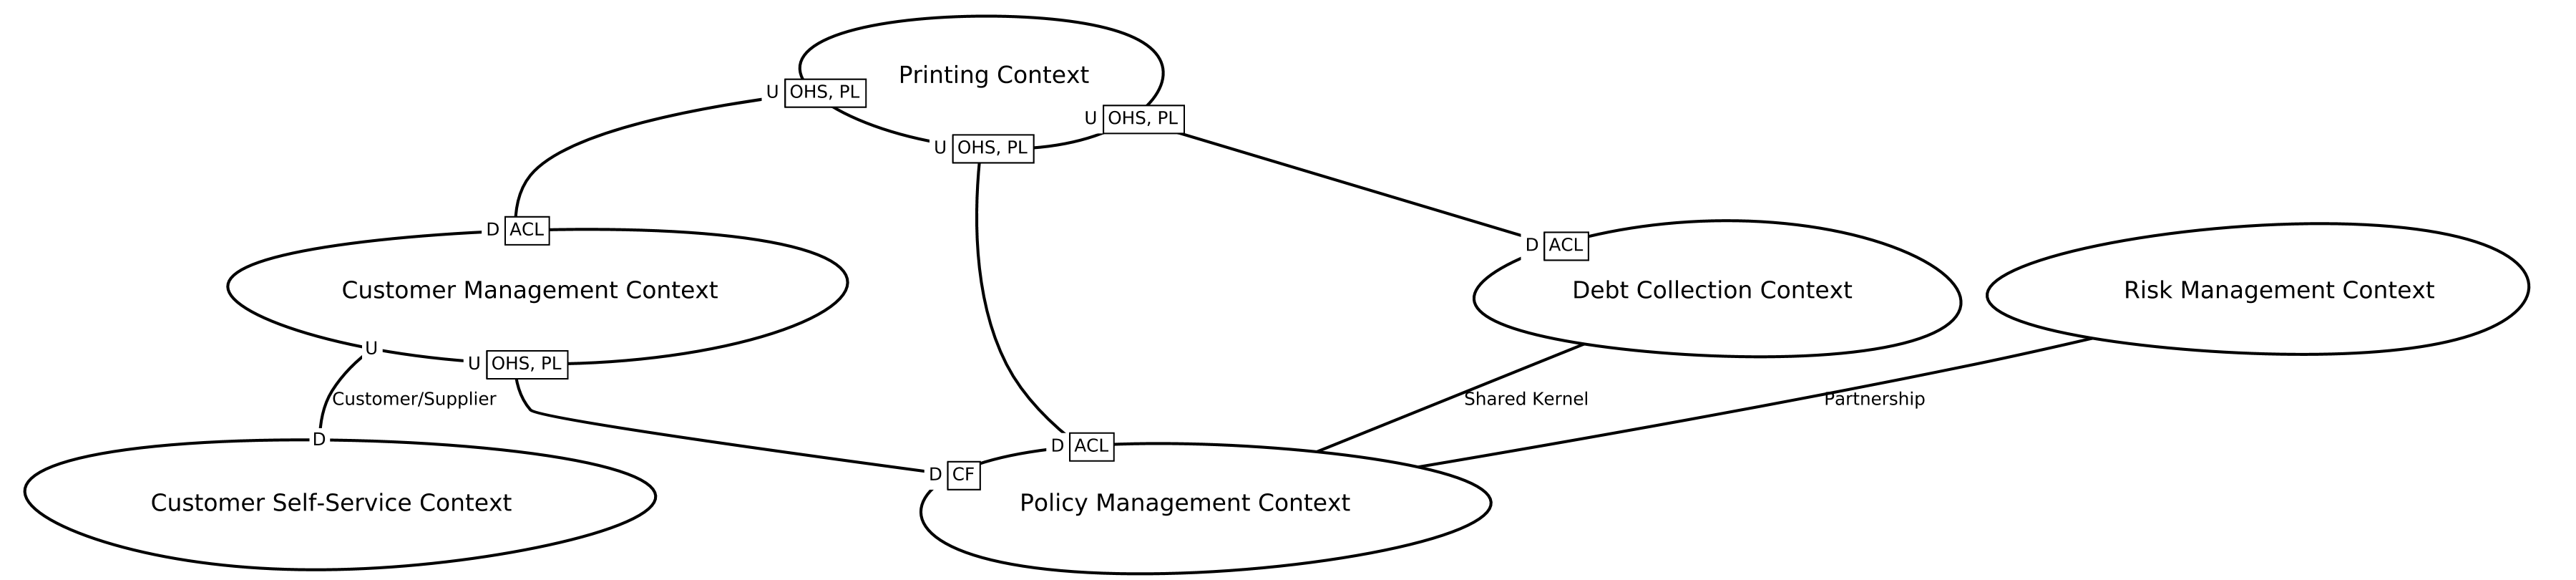 Printing Context
U OHS, PL
U OHS, PL
U OHS, PL
D ACL
D ACL
Customer Management Context
Debt Collection Context
Risk Management Context
U
U OHS, PL
Customer/Supplier
Shared Kernel
Partnership
D
D ACL
D CF
Customer Self-Service Context
Policy Management Context